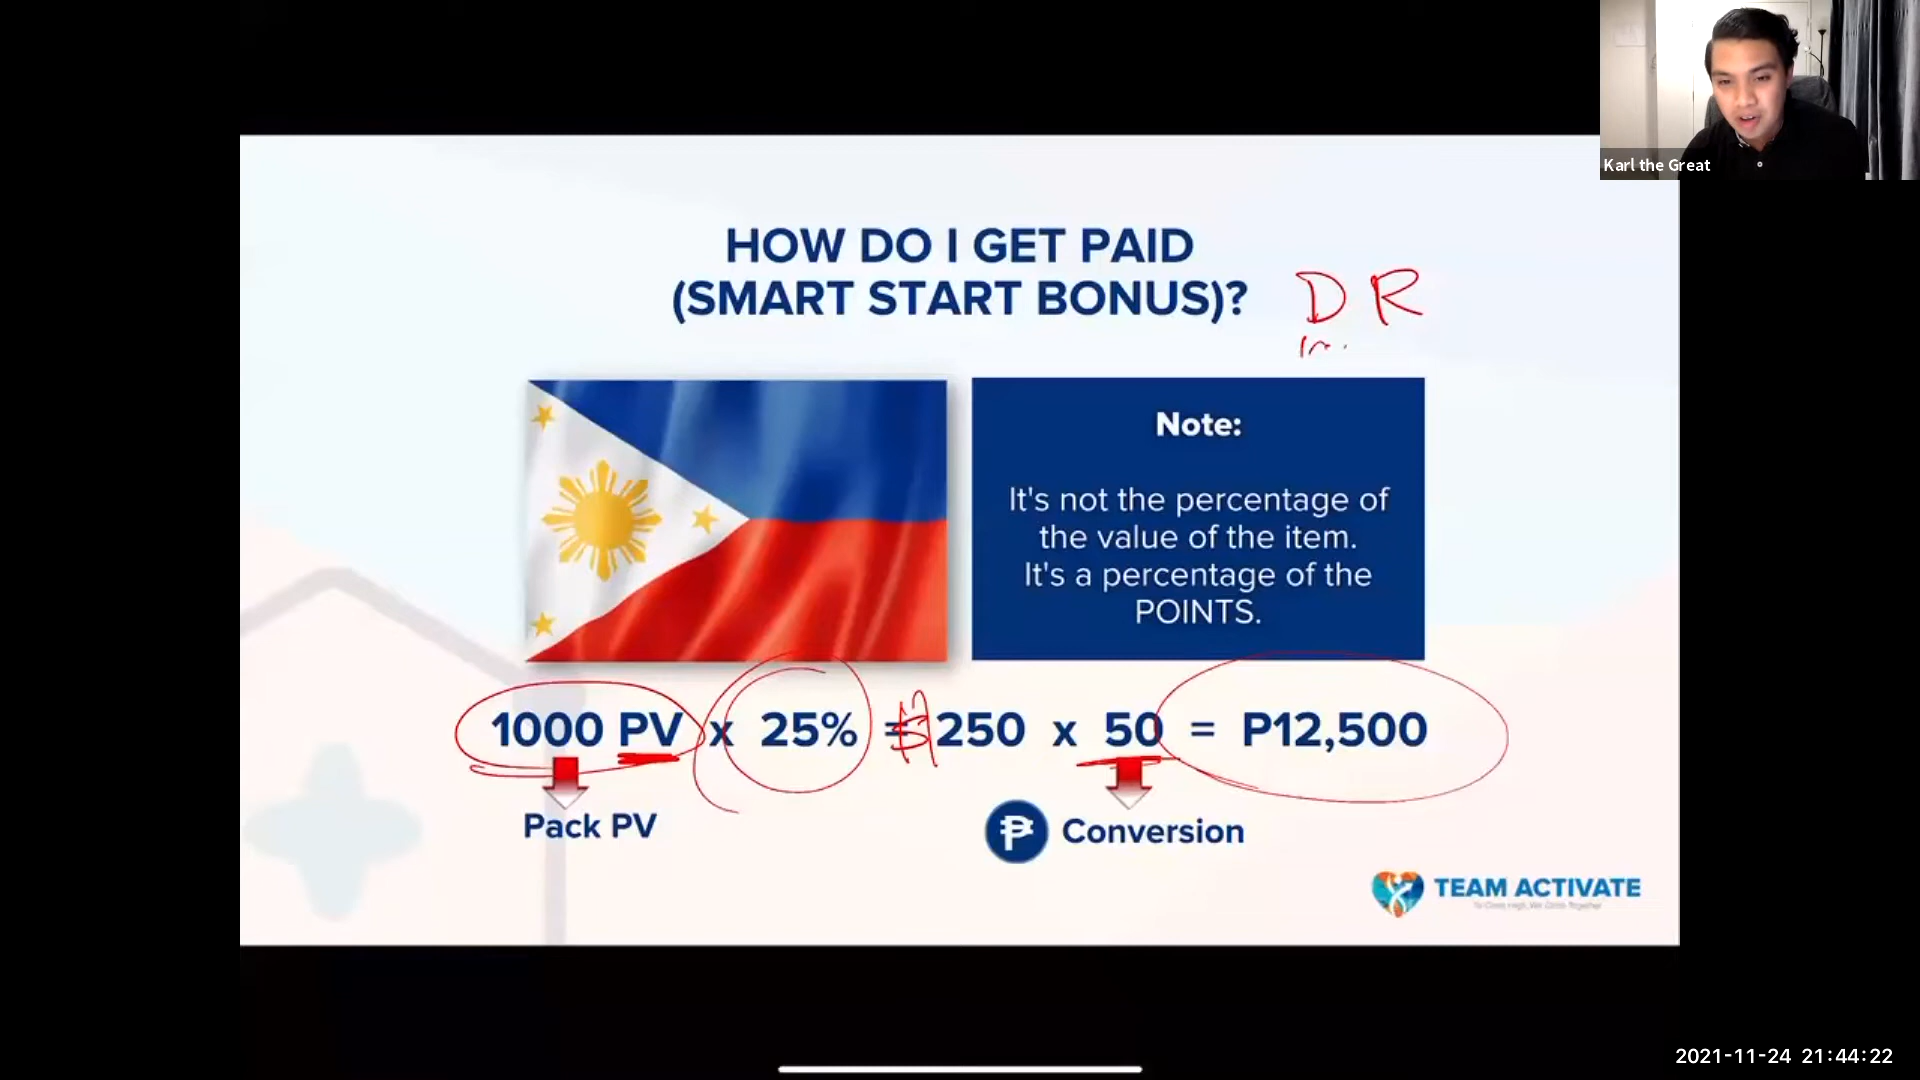 Karl the Great
HOW DO I GET PAID
(SMART START BONUS)?
D R
Note:
It's not the percentage of
the value of the item.
It's a percentage of the
POINTS.
1000 PV x 25% = 250 x 50 = P12,500
Pack PV
₱ Conversion
TEAM ACTIVATE
2021-11-24 21:44:22